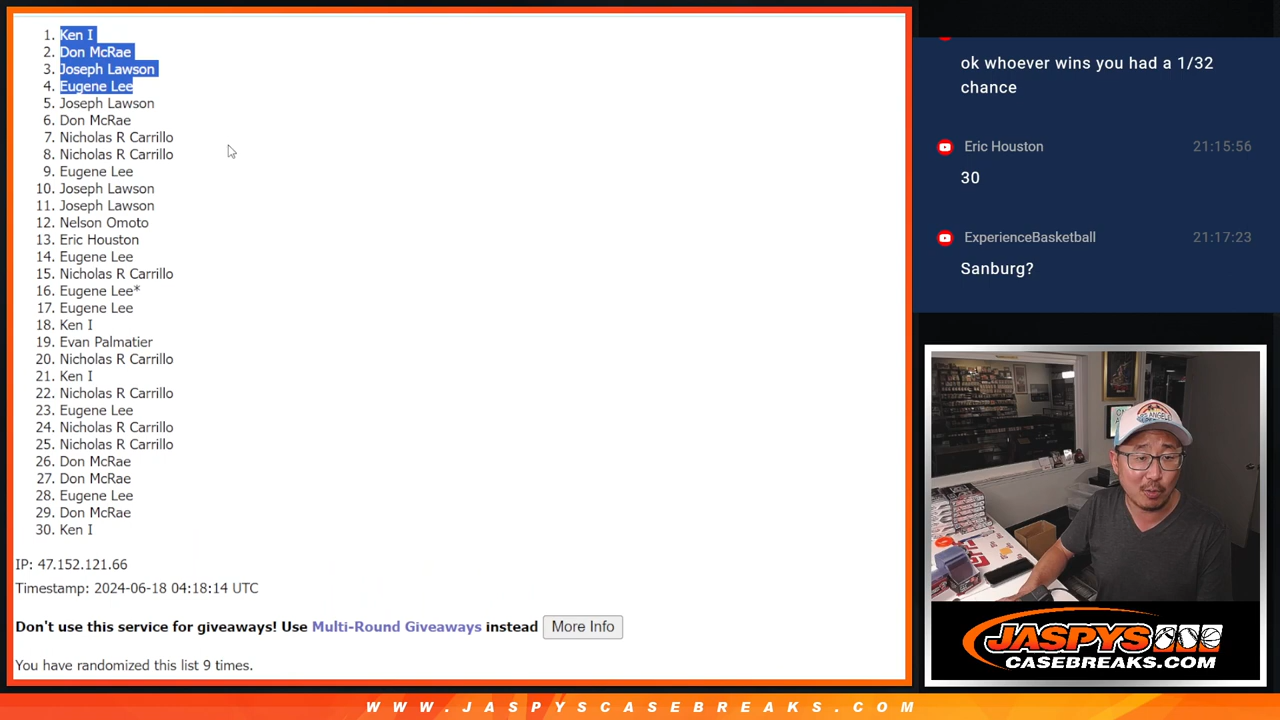 1. Ken I
2. Don McRae
3. Joseph Lawson
4. Eugene Lee
5. Joseph Lawson
6. Don McRae
7. Nicholas R Carrillo
8. Nicholas R Carrillo
9. Eugene Lee
10. Joseph Lawson
11. Joseph Lawson
12. Nelson Omoto
13. Eric Houston
14. Eugene Lee
15. Nicholas R Carrillo
16. Eugene Lee*
17. Eugene Lee
18. Ken I
19. Evan Palmatier
20. Nicholas R Carrillo
21. Ken I
22. Nicholas R Carrillo
23. Eugene Lee
24. Nicholas R Carrillo
25. Nicholas R Carrillo
26. Don McRae
27. Don McRae
28. Eugene Lee
29. Don McRae
30. Ken I
IP: 47.152.121.66
Timestamp: 2024-06-18 04:18:14 UTC
Don't use this service for giveaways! Use Multi-Round Giveaways instead More Info
You have randomized this list 9 times.
ok whoever wins you had a 1/32
chance
Eric Houston 21:15:56
30
ExperienceBasketball 21:17:23
Sanburg?
JASPYS
CASEBREAKS.COM
WWW.JASPYSCASEBREAKS.COM